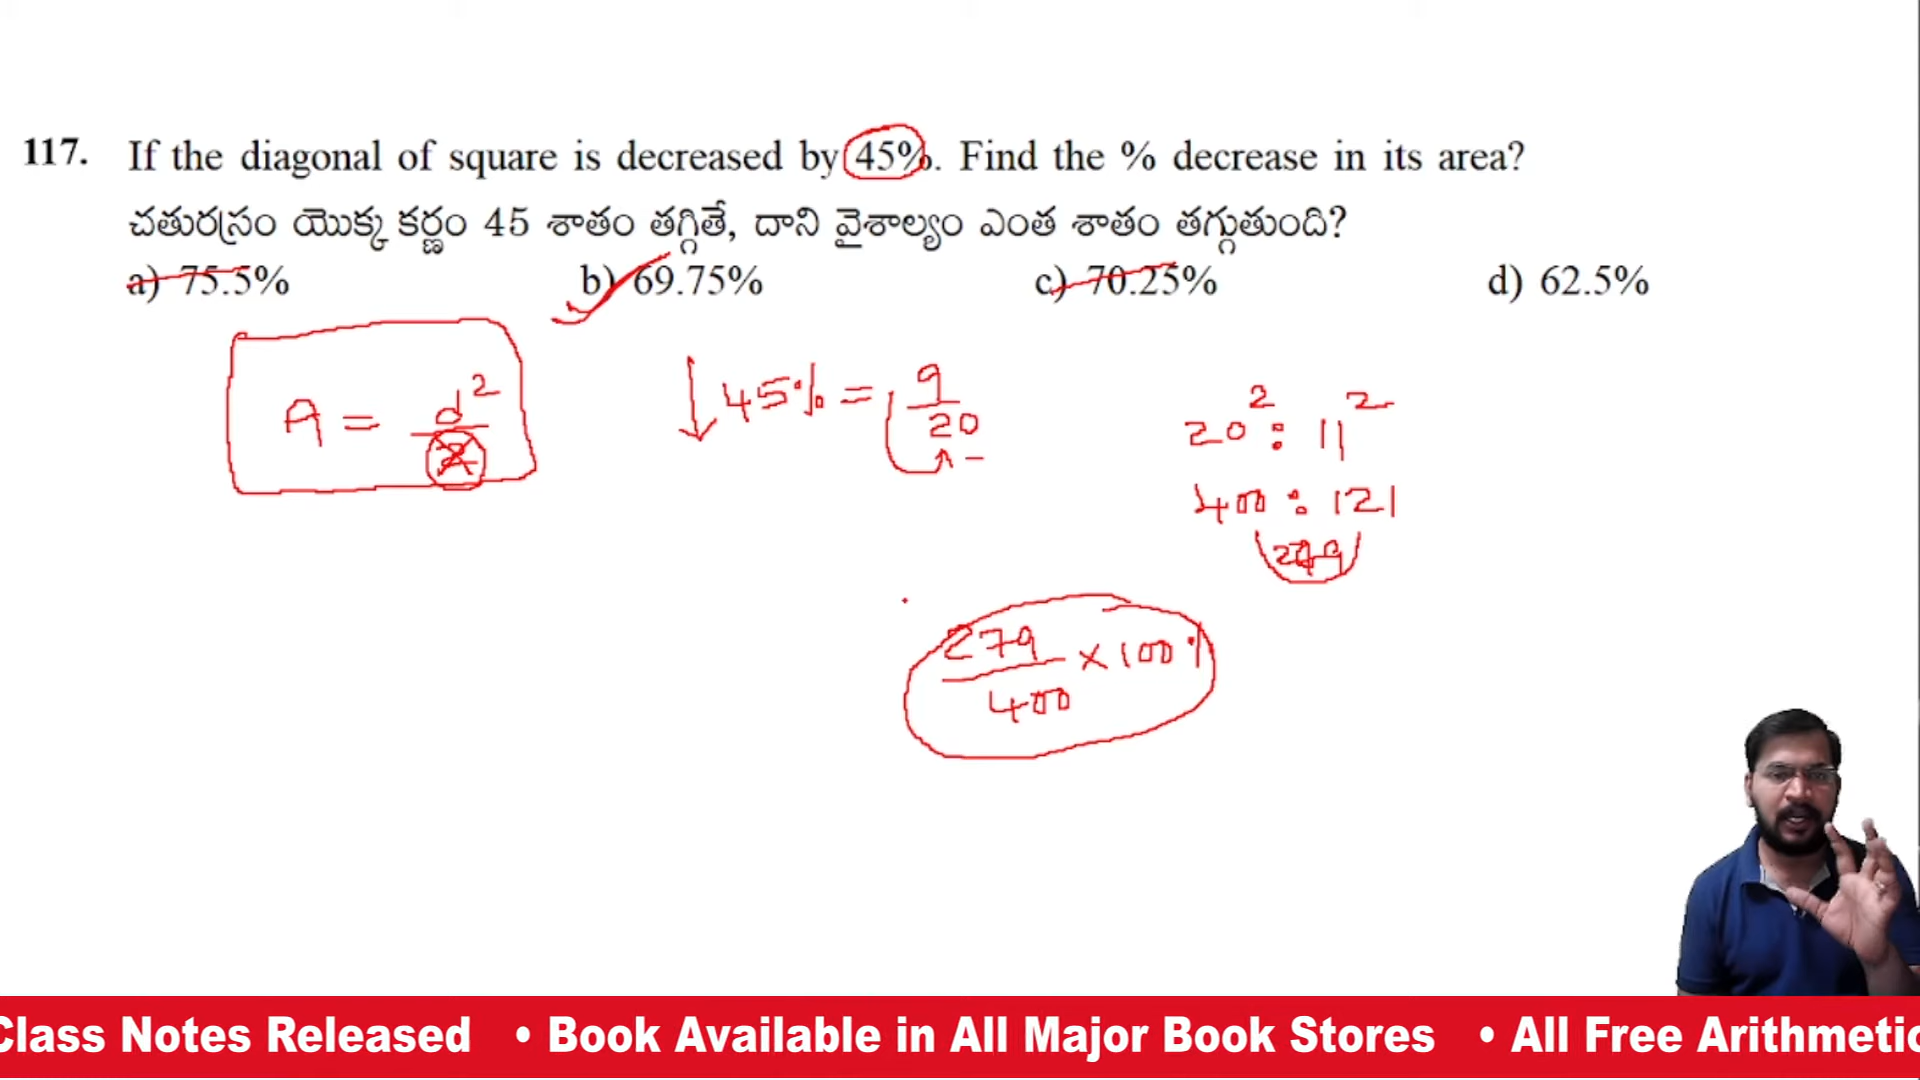 117. If the diagonal of square is decreased by 45%. Find the % decrease in its area?
చతురస్రం యొక్క కర్ణం 45 శాతం తగ్గితే, దాని వైశాల్యం ఎంత శాతం తగ్గుతుంది?
a) 75.5% b) 69.75% c) 70.25% d) 62.5%
A = d²/2
↓ 45% = 9/20
20² : 11²
400 : 121
279
279/400 × 100%
Class Notes Released • Book Available in All Major Book Stores • All Free Arithmetic